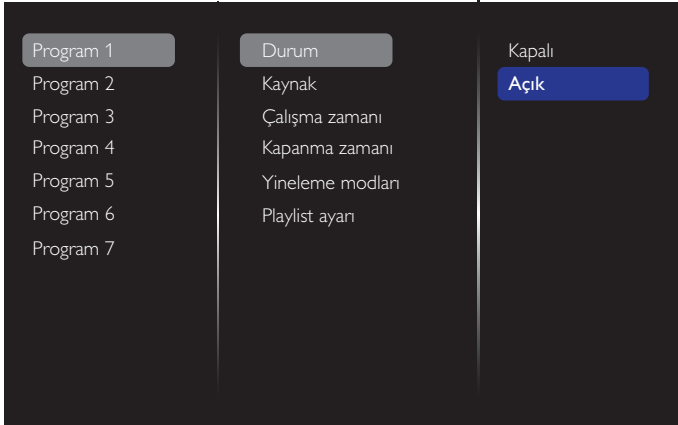 Program 1
Program 2
Program 3
Program 4
Program 5
Program 6
Program 7
Durum
Kaynak
Çalışma zamanı
Kapanma zamanı
Yineleme modları
Playlist ayarı
Kapalı
Açık